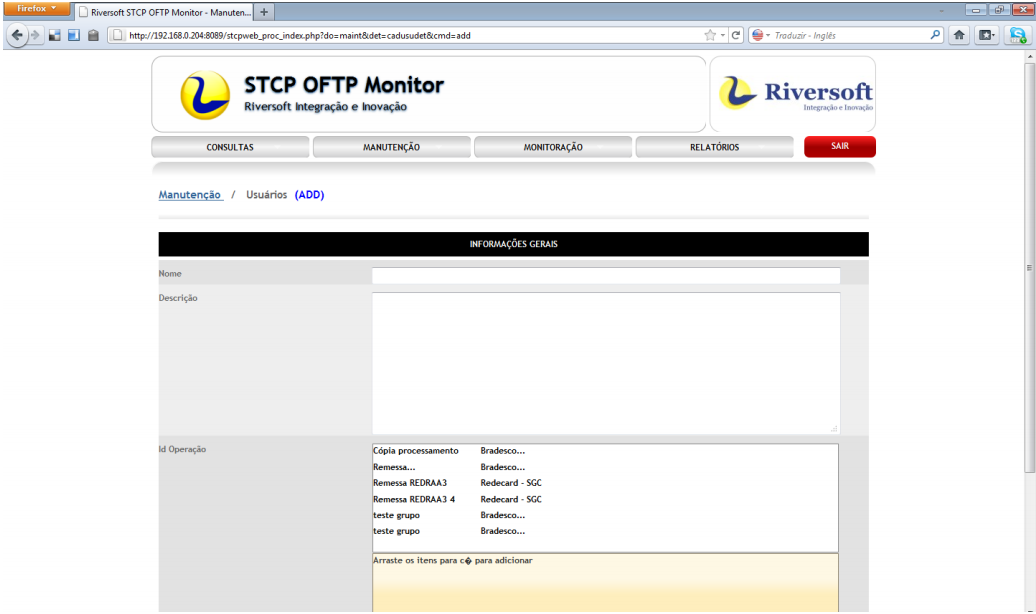 Firefox
Riversoft STCP OFTP Monitor - Manuten...
http://192.168.0.204:8089/stcpweb_proc_index.php?do=maint&det=cadusudet&cmd=add
Traduzir - Inglês
STCP OFTP Monitor
Riversoft Integração e Inovação
Riversoft
Integração e Inovação
CONSULTAS MANUTENÇÃO MONITORAÇÃO RELATÓRIOS SAIR
Manutenção / Usuários (ADD)
INFORMAÇÕES GERAIS
Nome
Descrição
Id Operação
Cópia processamento Bradesco...
Remessa... Bradesco...
Remessa REDRAA3 Redecard - SGC
Remessa REDRAA3 4 Redecard - SGC
teste grupo Bradesco...
teste grupo Bradesco...
Arraste os itens para c� para adicionar